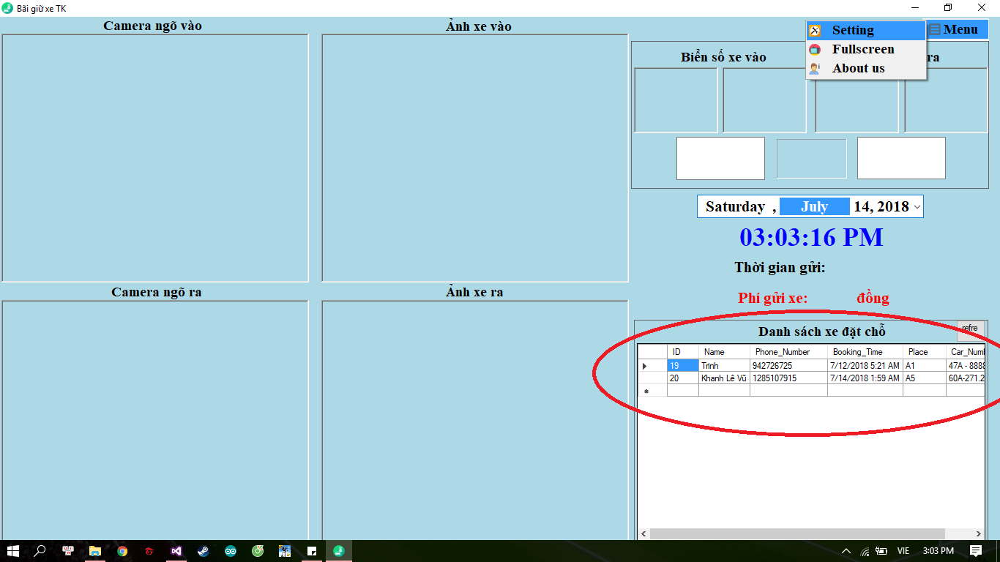 Bãi giữ xe TK
Camera ngõ vào
Ảnh xe vào
Setting
Menu
Fullscreen
About us
Biển số xe vào
ra
Saturday , July 14, 2018
03:03:16 PM
Thời gian gửi:
Camera ngõ ra
Ảnh xe ra
Phí gửi xe: đồng
Danh sách xe đặt chỗ
refre
ID Name Phone_Number Booking_Time Place Car_Numb
19 Trinh 942726725 7/12/2018 5:21 AM A1 47A - 8888
20 Khanh Lê Vũ 1285107915 7/14/2018 1:59 AM A5 60A-271.2
VIE 3:03 PM